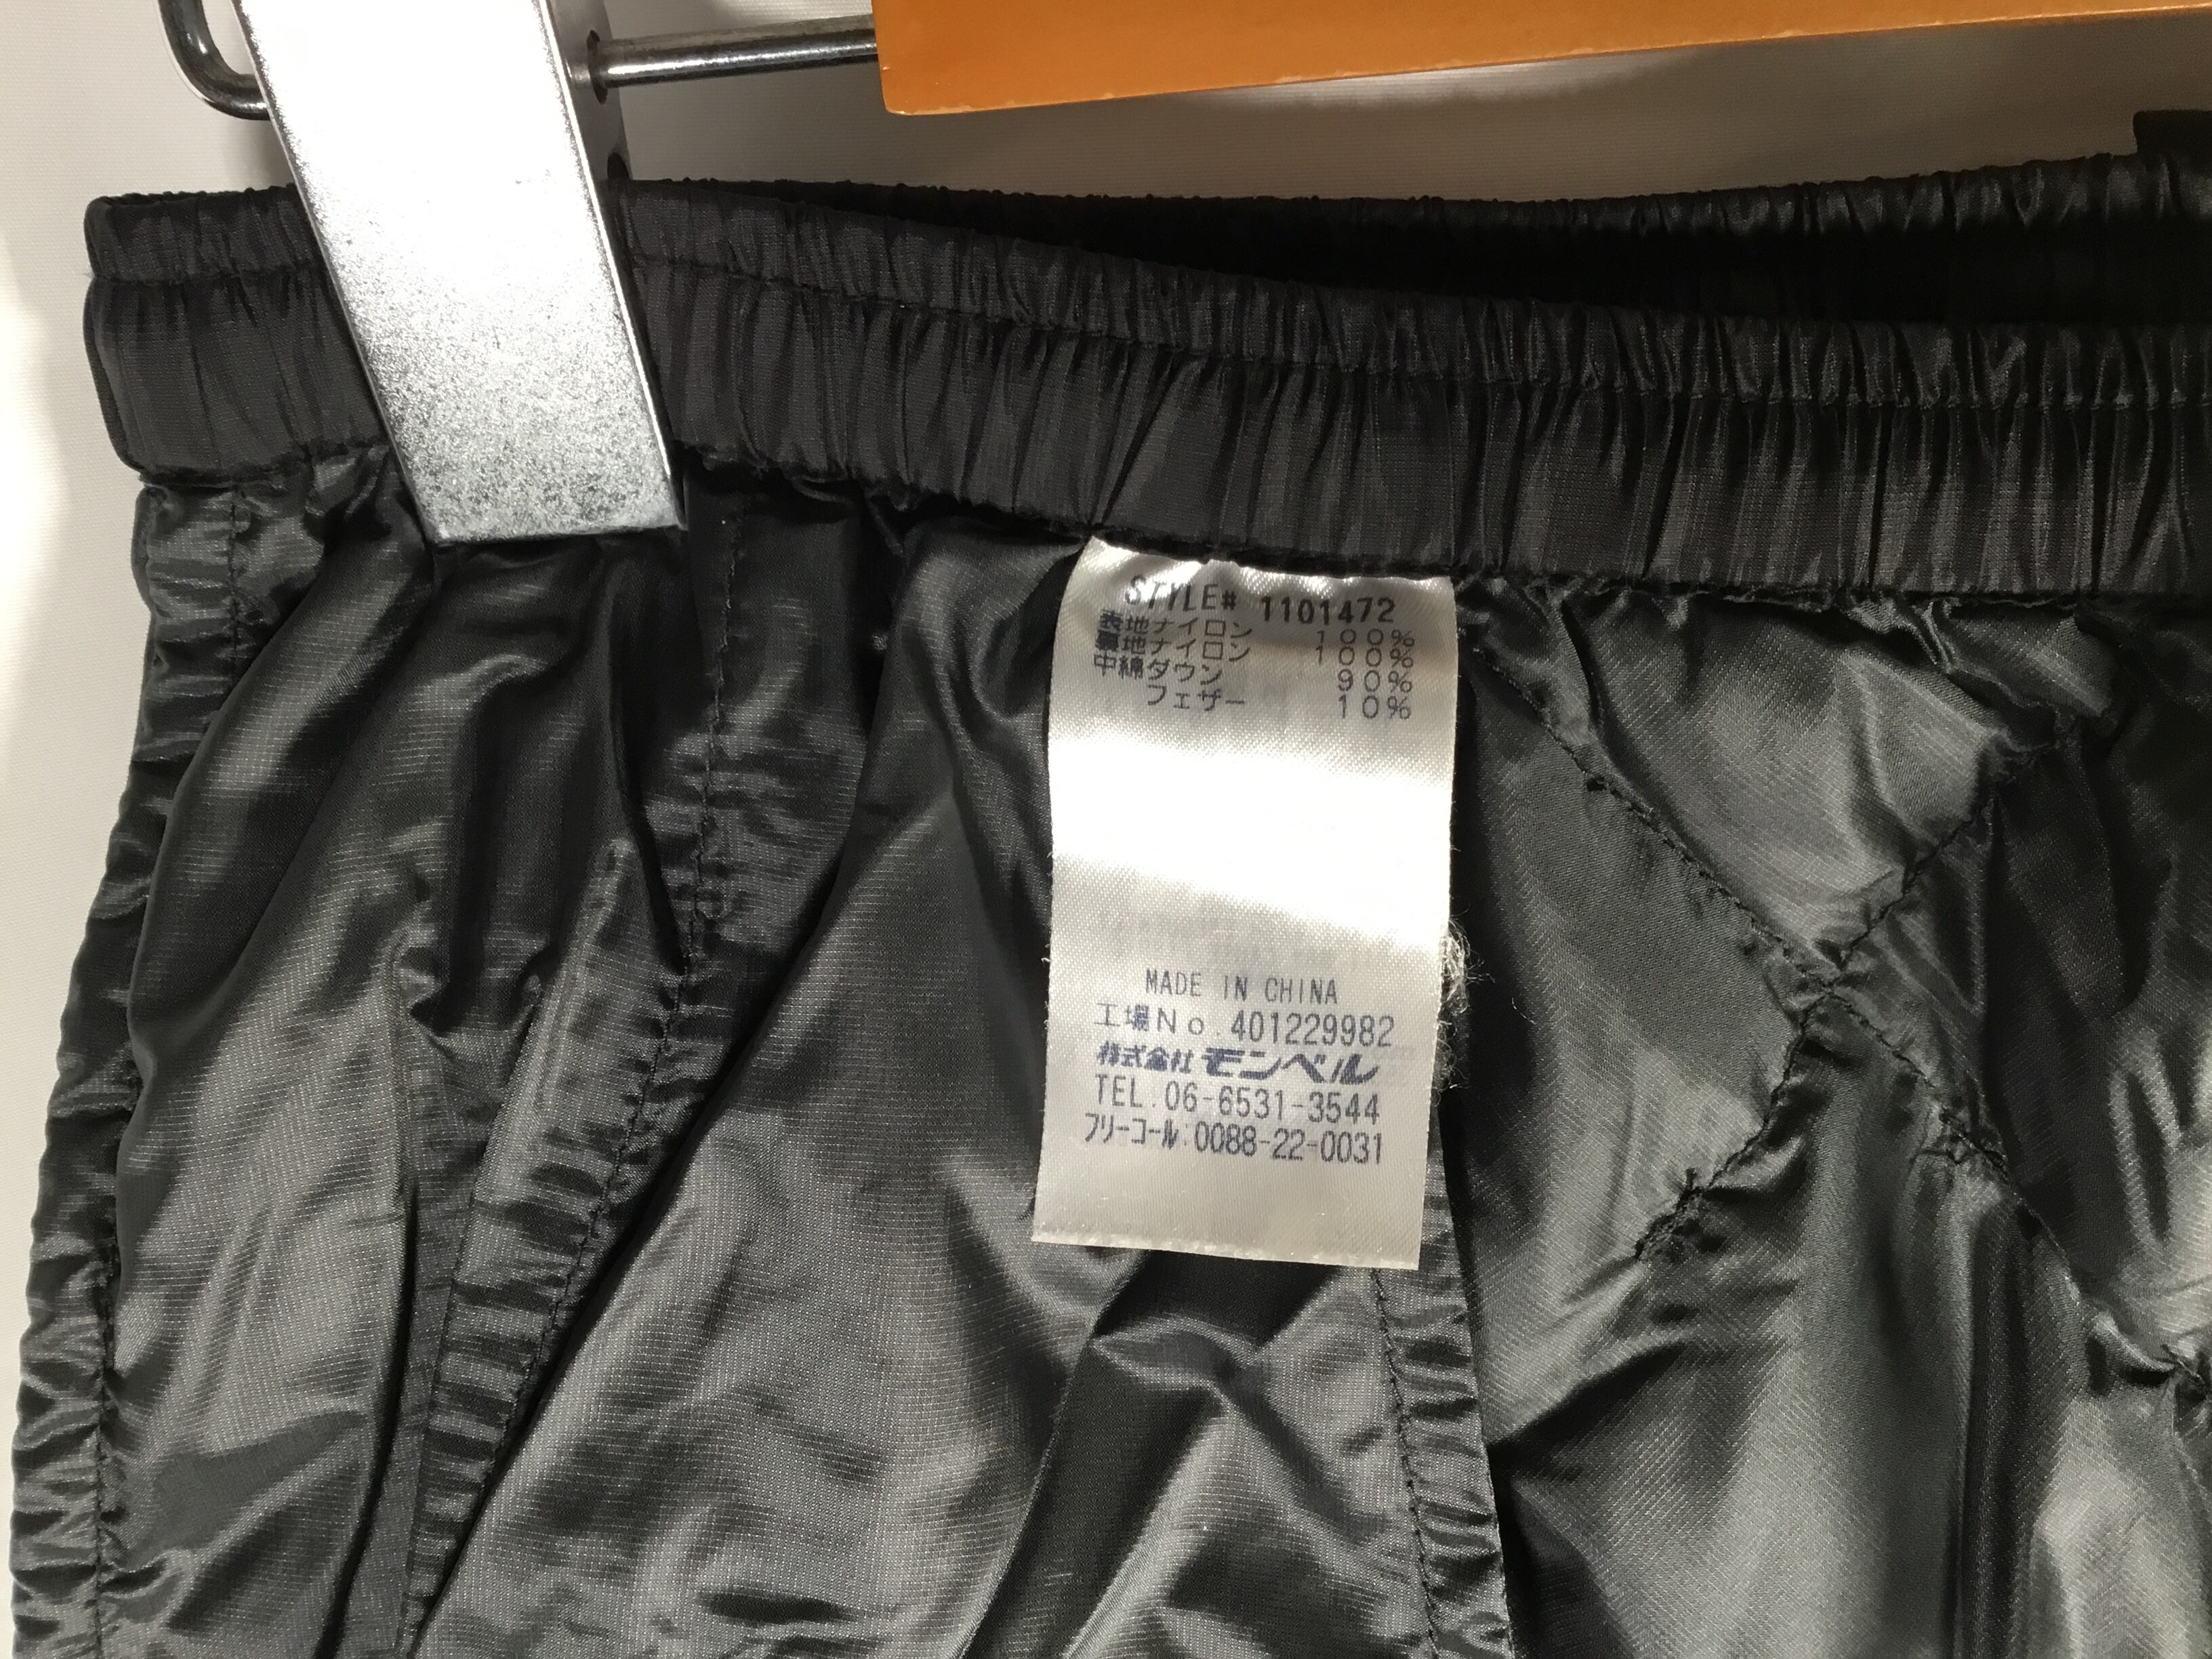 STYLE# 1101472
表地ナイロン 100%
裏地ナイロン 100%
中綿ダウン 90%
フェザー 10%
MADE IN CHINA
工場No.401229982
株式会社モンベル
TEL.06-6531-3544
フリーコール:0088-22-0031